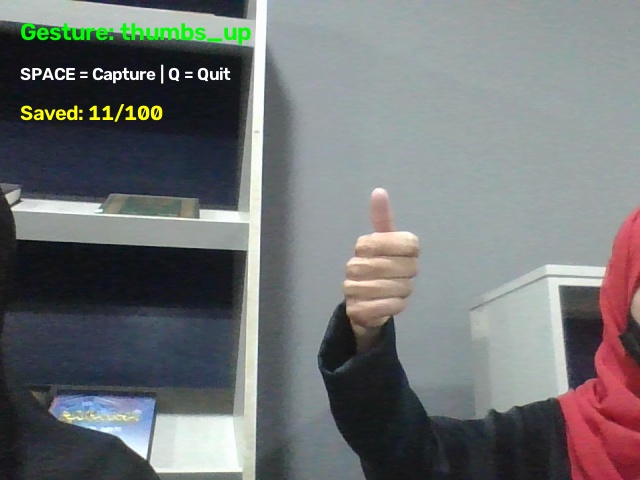 Gesture: thumbs_up
SPACE = Capture | Q = Quit
Saved: 11/100